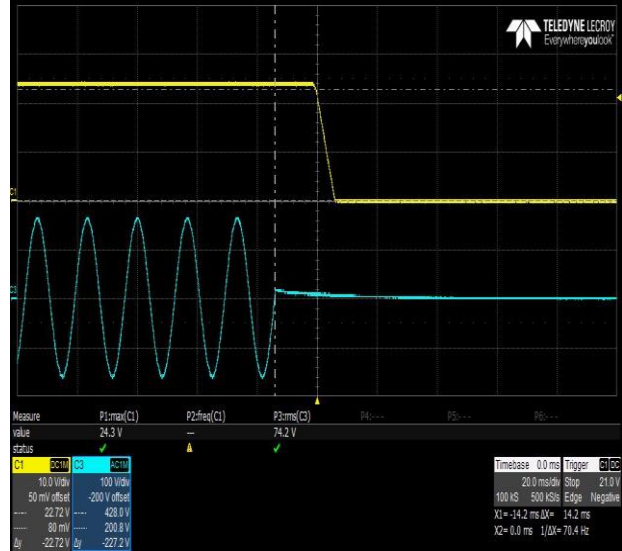 TELEDYNE LECROY
Everywhereyoulook
C1
C3
Measure P1:max(C1) P2:freq(C1) P3:rms(C3) P4:--- P5:--- P6:---
value 24.3 V --- 74.2 V
status
C1 DC1M C3 AC1M
10.0 V/div 100 V/div
50 mV offset -200 V offset
22.72 V 428.0 V
80 mV 200.8 V
Δy -22.72 V Δy -227.2 V
Timebase 0.0 ms Trigger C1 DC
20.0 ms/div Stop 21.0 V
100 kS 500 kS/s Edge Negative
X1= -14.2 ms ΔX= 14.2 ms
X2= 0.0 ms 1/ΔX= 70.4 Hz